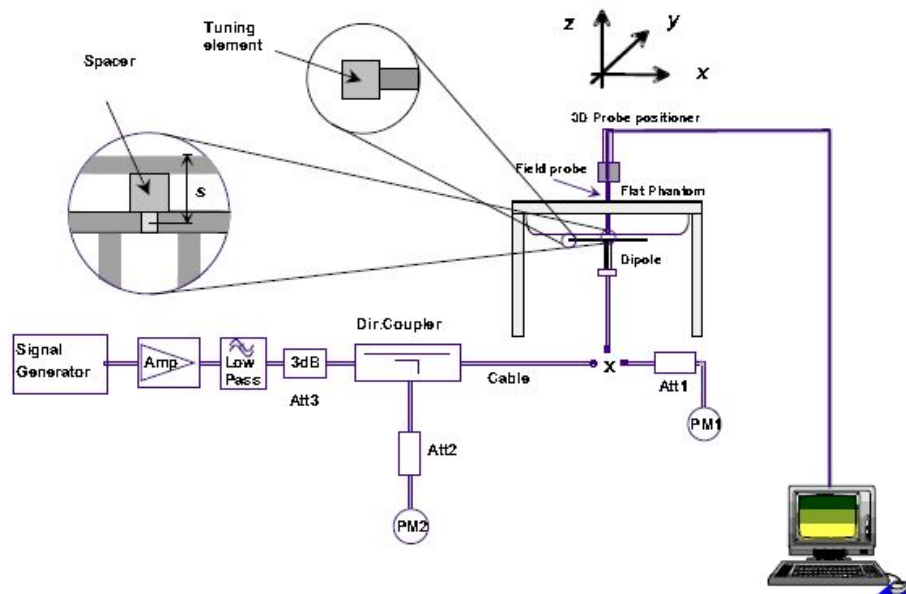 Tuning
element
Spacer
z
y
x
s
3D Probe positioner
Field probe
Flat Phantom
Dipole
Dir.Coupler
Signal
Generator
Amp
Low
Pass
3dB
Att3
Cable
x
Att1
PM1
Att2
PM2